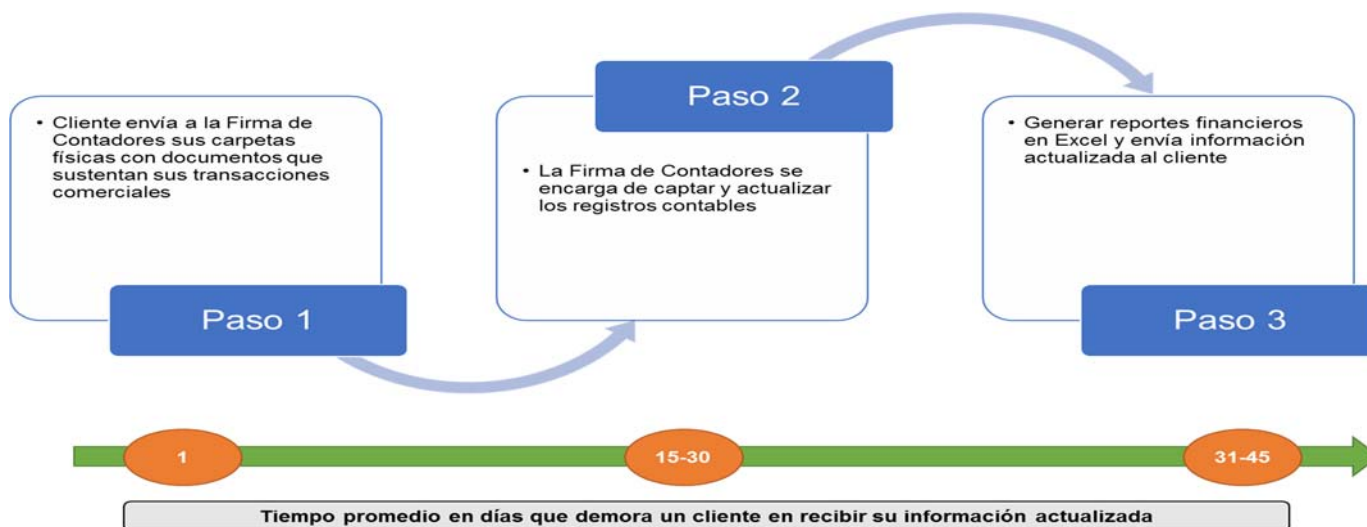 Paso 1
• Cliente envía a la Firma de
Contadores sus carpetas
físicas con documentos que
sustentan sus transacciones
comerciales
Paso 2
• La Firma de Contadores se
encarga de captar y actualizar
los registros contables
Paso 3
• Generar reportes financieros
en Excel y envía información
actualizada al cliente
1
15-30
31-45
Tiempo promedio en días que demora un cliente en recibir su información actualizada